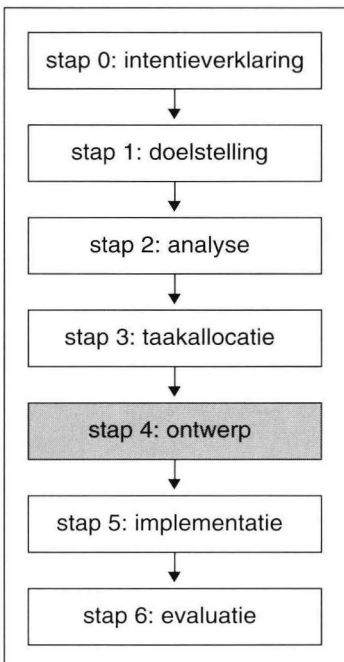 stap 0: intentieverklaring
stap 1: doelstelling
stap 2: analyse
stap 3: taakallocatie
stap 4: ontwerp
stap 5: implementatie
stap 6: evaluatie